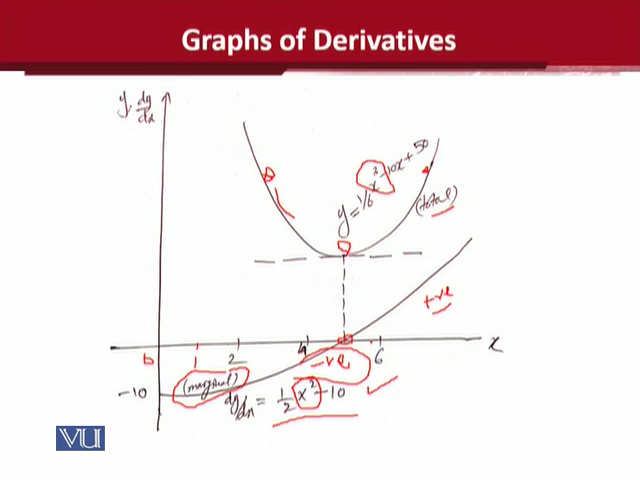 Graphs of Derivatives
y, dy/dx
y = 1/6 x² - 10x + 50
(total)
+ve
x
0 1 2 4 6
-ve
(marginal)
-10
dy/dx = 1/2 x² - 10
VU